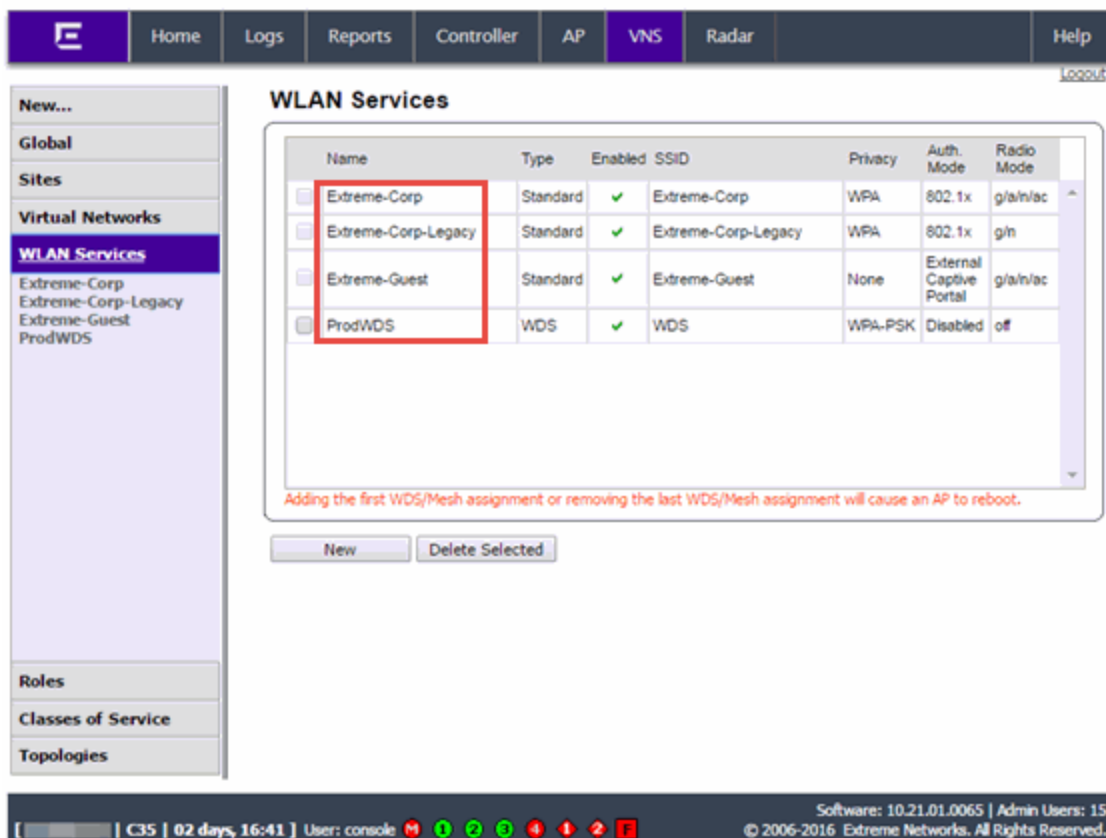 E Home Logs Reports Controller AP VNS Radar Help
Logout
New...
Global
Sites
Virtual Networks
WLAN Services
Extreme-Corp
Extreme-Corp-Legacy
Extreme-Guest
ProdWDS
Roles
Classes of Service
Topologies
WLAN Services
Name Type Enabled SSID Privacy Auth. Mode Radio Mode
Extreme-Corp Standard ✔ Extreme-Corp WPA 802.1x g/a/n/ac
Extreme-Corp-Legacy Standard ✔ Extreme-Corp-Legacy WPA 802.1x g/n
Extreme-Guest Standard ✔ Extreme-Guest None External Captive Portal g/a/n/ac
ProdWDS WDS ✔ WDS WPA-PSK Disabled off
Adding the first WDS/Mesh assignment or removing the last WDS/Mesh assignment will cause an AP to reboot.
New Delete Selected
Software: 10.21.01.0065 | Admin Users: 15
[ | C35 | 02 days, 16:41 ] User: console M 1 2 3 4 1 2 F © 2006-2016 Extreme Networks. All Rights Reserved.